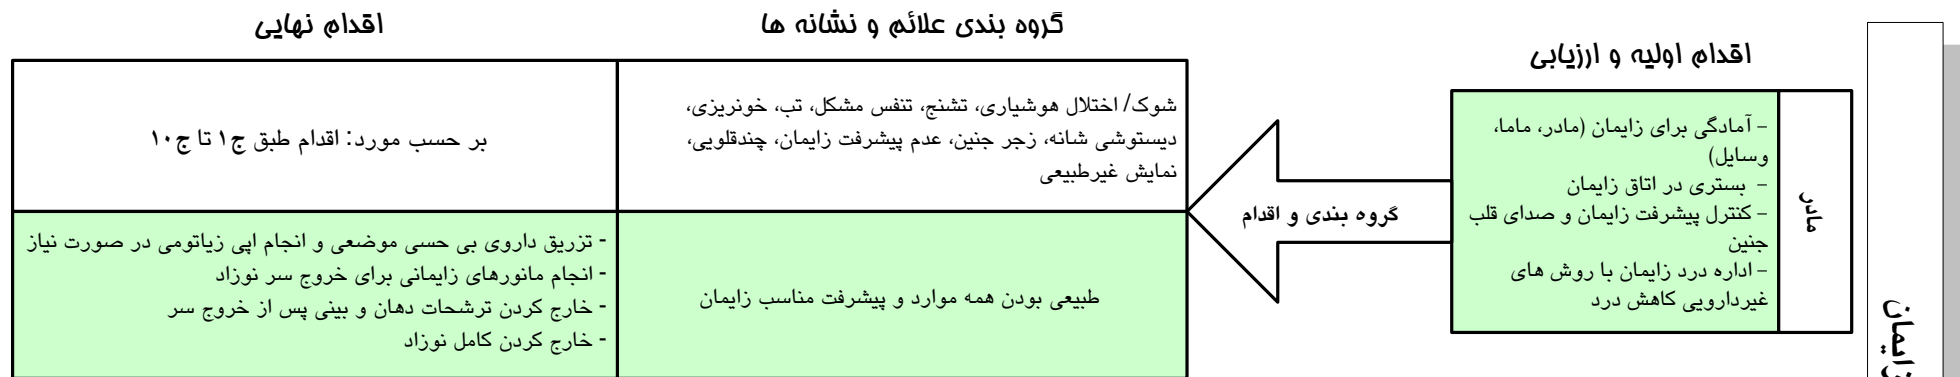 زایمان
اقدام اولیه و ارزیابی
گروه بندی علائم و نشانه ها
اقدام نهایی
مادر
- آمادگی برای زایمان (مادر، ماما،
وسایل)
- بستری در اتاق زایمان
- کنترل پیشرفت زایمان و صدای قلب
جنین
- اداره درد زایمان با روش های
غیردارویی کاهش درد
گروه بندی و اقدام
شوک/ اختلال هوشیاری، تشنج، تنفس مشکل، تب، خونریزی،
دیستوشی شانه، زجر جنین، عدم پیشرفت زایمان، چندقلویی،
نمایش غیرطبیعی
بر حسب مورد: اقدام طبق ج۱ تا ج۱۰
طبیعی بودن همه موارد و پیشرفت مناسب زایمان
- تزریق داروی بی حسی موضعی و انجام اپی زیاتومی در صورت نیاز
- انجام مانورهای زایمانی برای خروج سر نوزاد
- خارج کردن ترشحات دهان و بینی پس از خروج سر
- خارج کردن کامل نوزاد